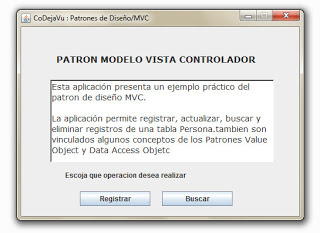 CoDejaVu : Patrones de Diseño/MVC
PATRON MODELO VISTA CONTROLADOR
Esta aplicación presenta un ejemplo práctico del
patron de diseño MVC.
La aplicación permite registrar, actualizar, buscar y
eliminar registros de una tabla Persona.tambien son
vinculados algunos conceptos de los Patrones Value
Object y Data Access Objetc
Escoja que operacion desea realizar
Registrar
Buscar